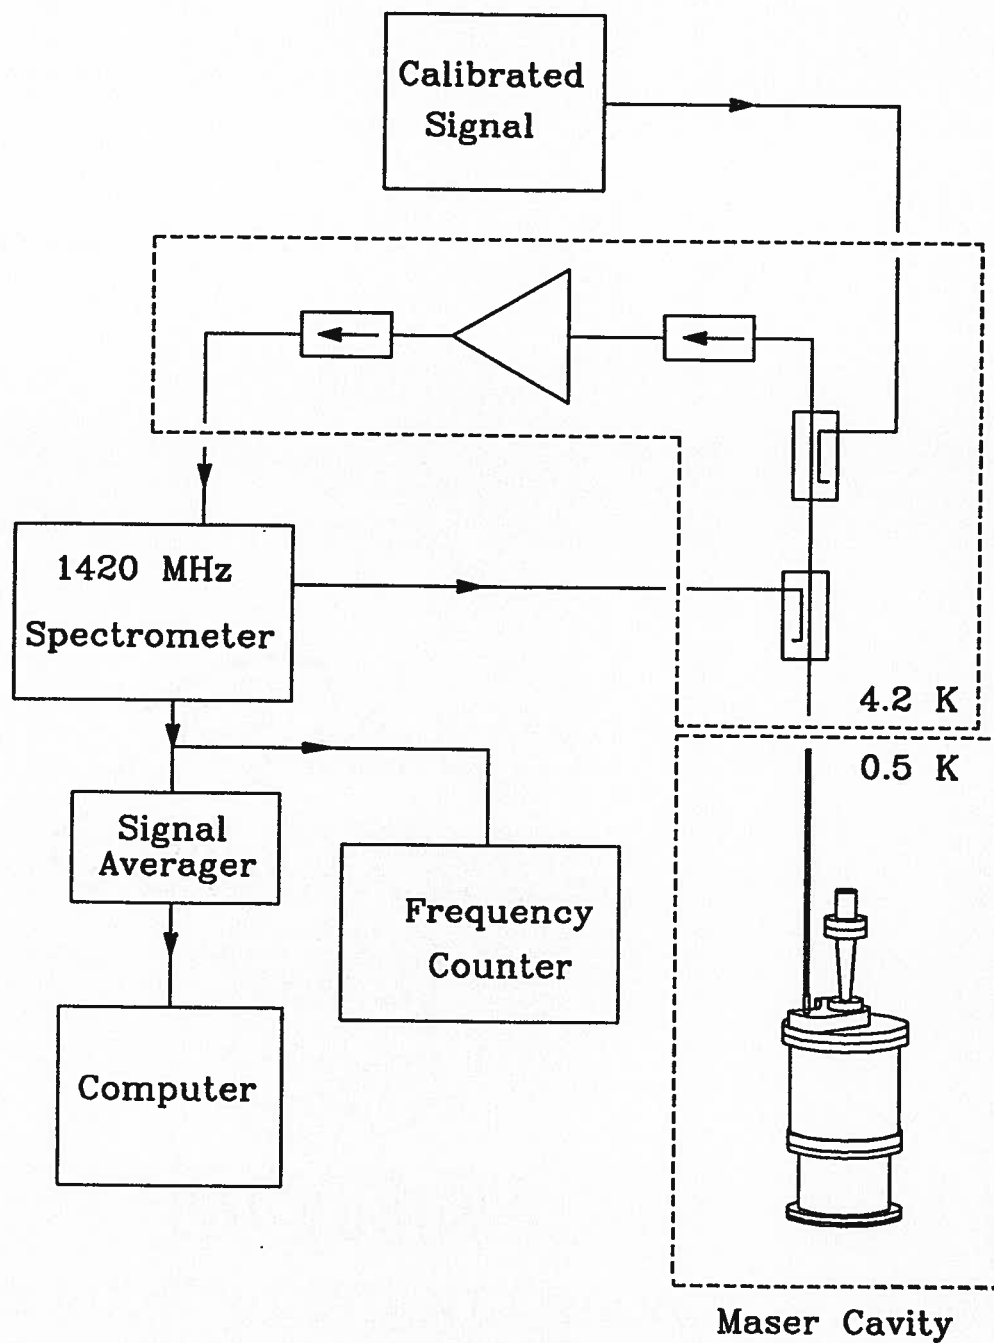 Calibrated
Signal
1420 MHz
Spectrometer
4.2 K
0.5 K
Signal
Averager
Frequency
Counter
Computer
Maser Cavity